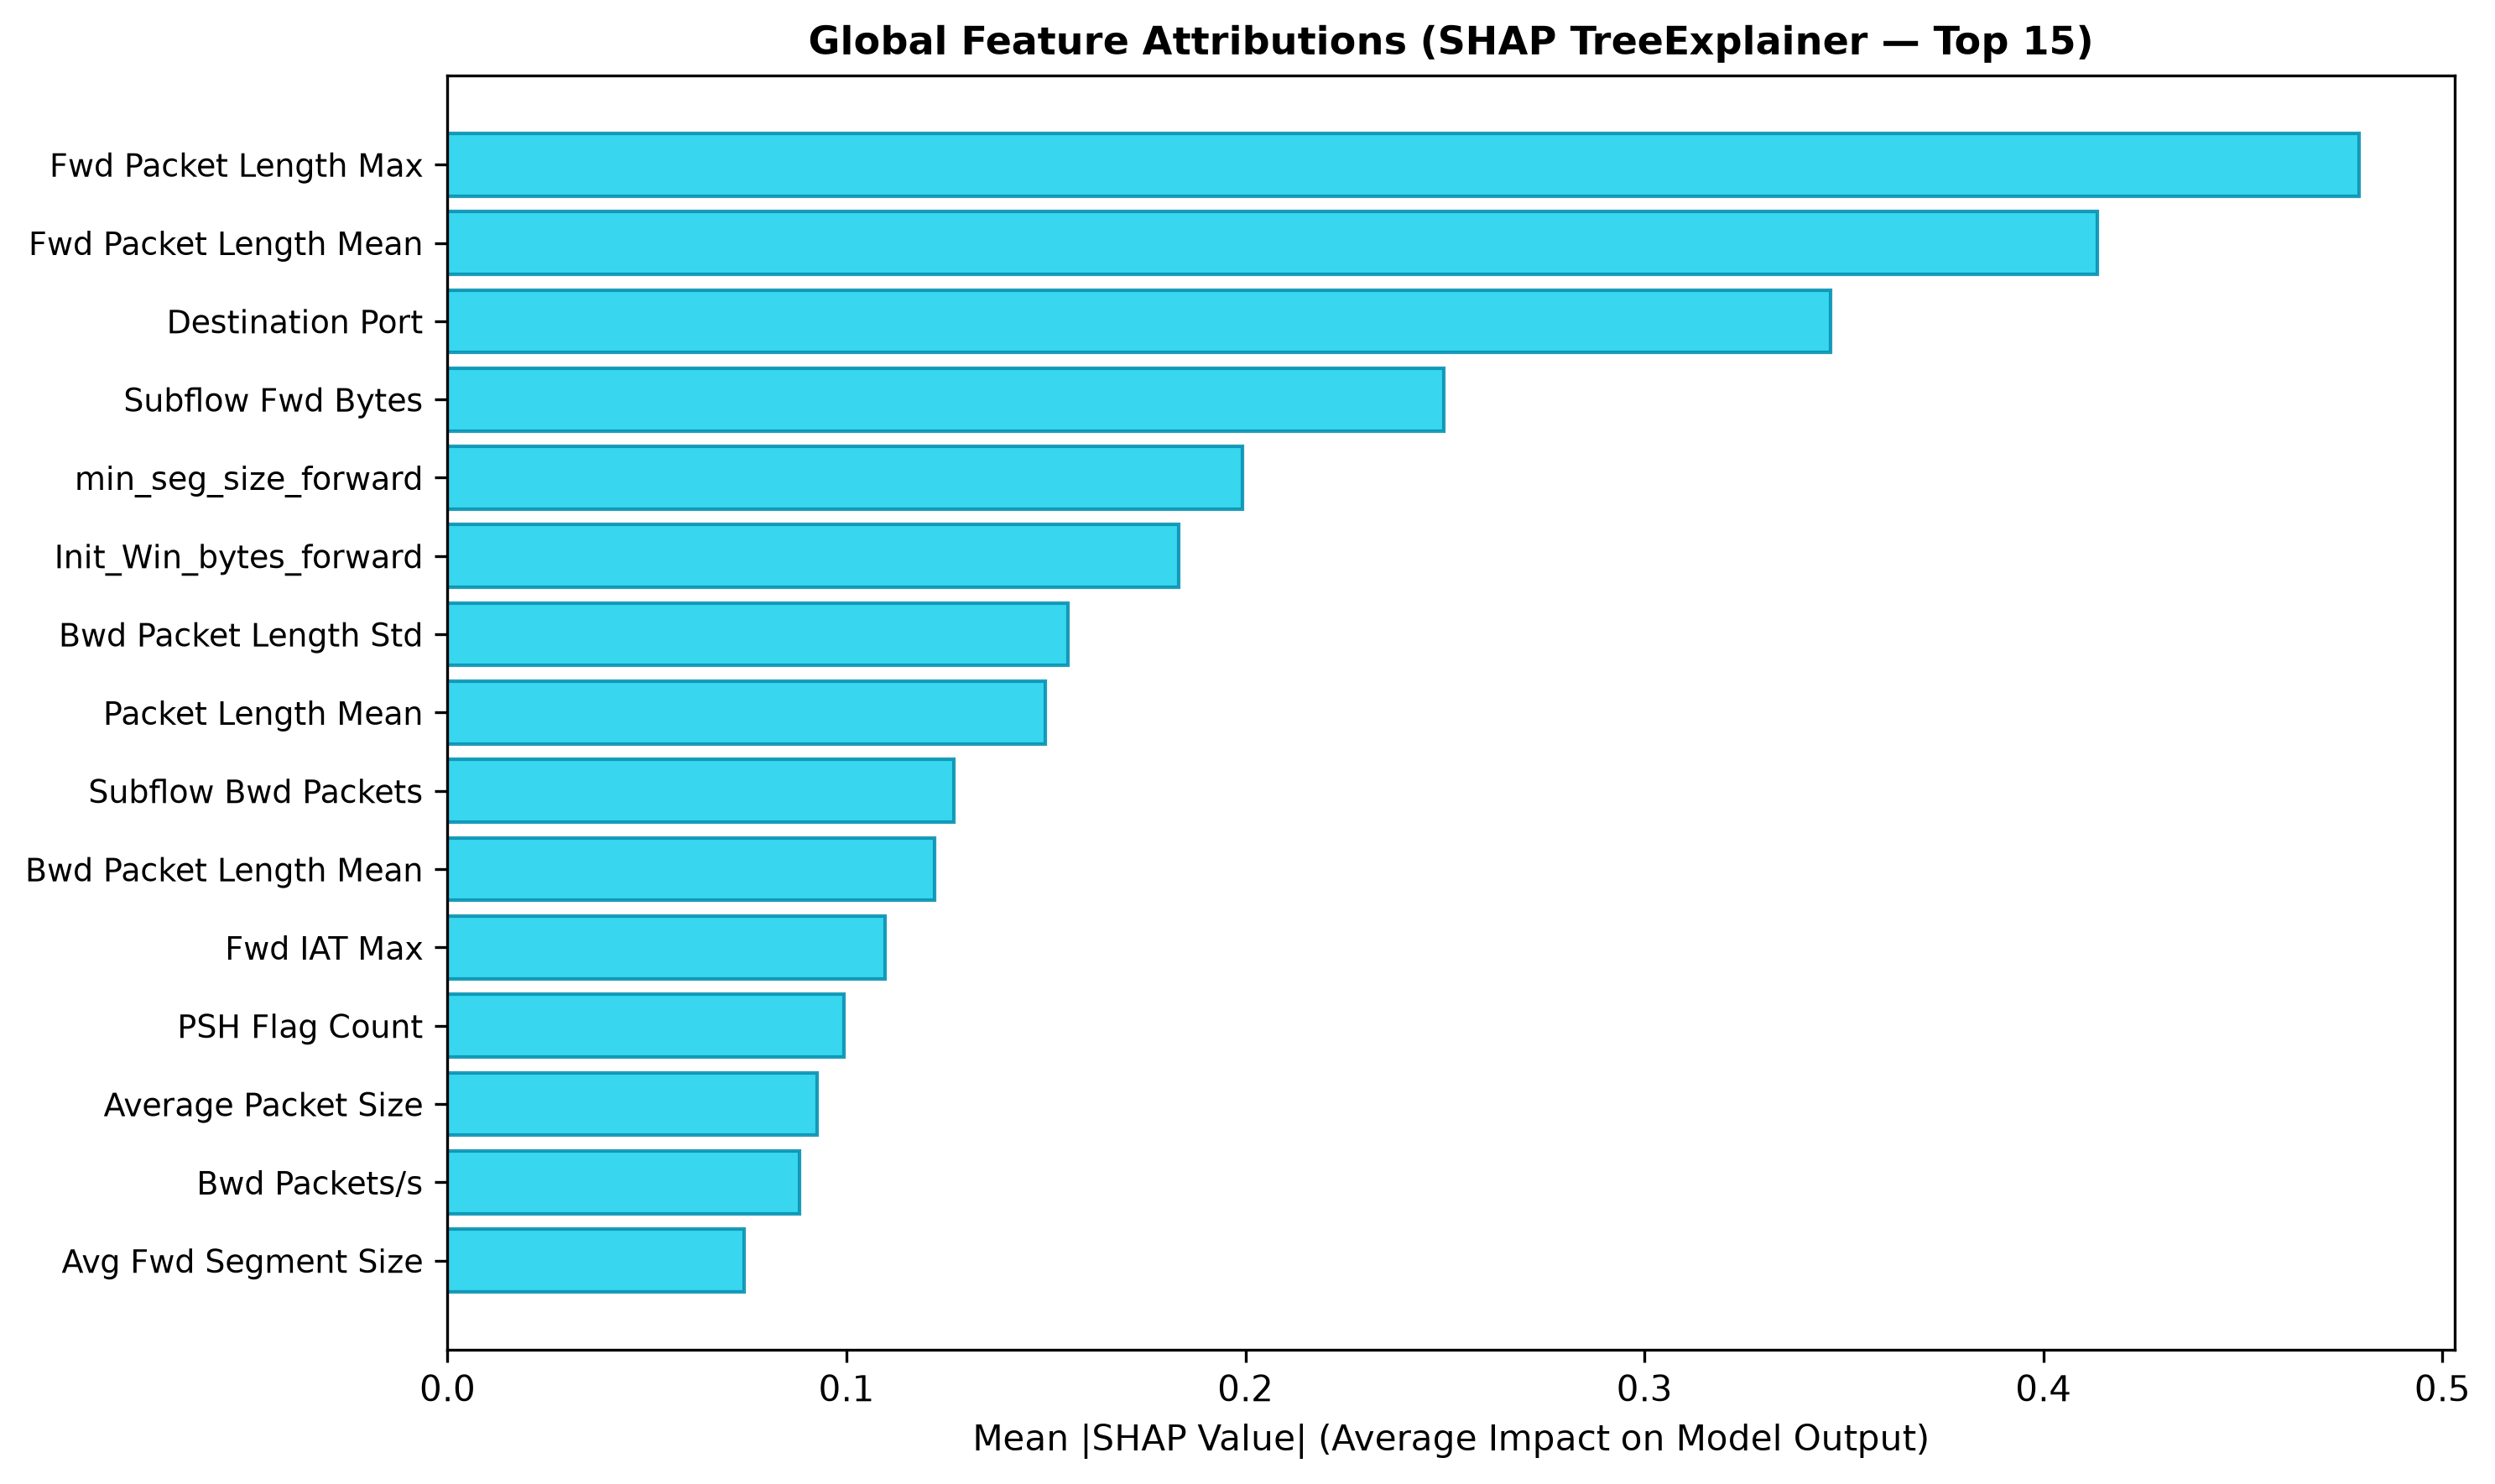 Global Feature Attributions (SHAP TreeExplainer — Top 15)
Fwd Packet Length Max
Fwd Packet Length Mean
Destination Port
Subflow Fwd Bytes
min_seg_size_forward
Init_Win_bytes_forward
Bwd Packet Length Std
Packet Length Mean
Subflow Bwd Packets
Bwd Packet Length Mean
Fwd IAT Max
PSH Flag Count
Average Packet Size
Bwd Packets/s
Avg Fwd Segment Size
0.0 0.1 0.2 0.3 0.4 0.5
Mean |SHAP Value| (Average Impact on Model Output)